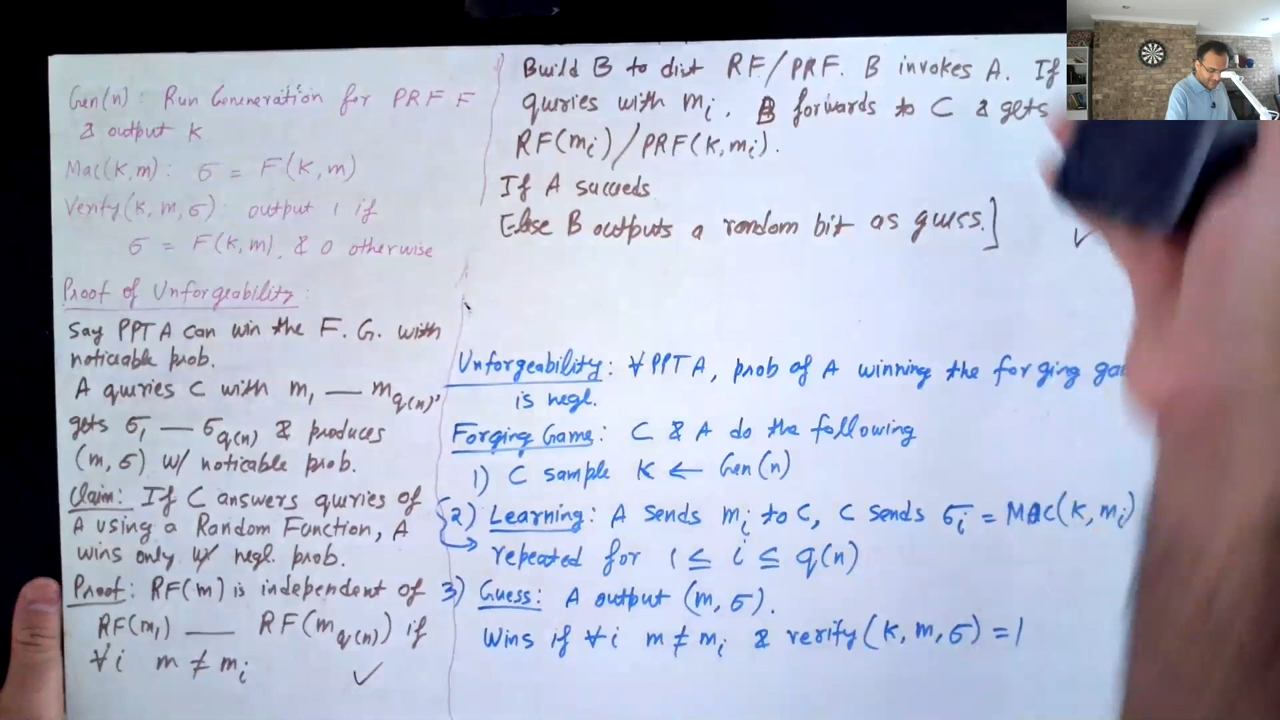 Gen(n): Run Generation for PRF F
& output K
Mac(K,m): σ = F(K,m)
Verify(K, m, σ): output 1 if
σ = F(K,m), & 0 otherwise
Proof of Unforgeability:
Say PPT A can win the F. G. with
noticable prob.
A queries C with m₁ — m_q(n),
gets σ₁ — σ_q(n) & produces
(m,σ) w/ noticable prob.
Claim: If C answers queries of
A using a Random Function, A
wins only w/ negl prob.
Proof: RF(m) is independent of
RF(m₁) — RF(m_q(n)) if
∀i m ≠ mᵢ ✓
Build B to dist RF/PRF. B invokes A. If
queries with mᵢ, B forwards to C & gets
RF(mᵢ)/PRF(K,mᵢ).
If A succeds
Else B outputs a random bit as guess.]
✓
Unforgeability: ∀PPT A, prob of A winning the forging ga
is negl.
Forging Game: C & A do the following
1) C sample K ← Gen(n)
2) Learning: A sends mᵢ to C, C sends σᵢ = MAC(K, mᵢ)
repeated for 1 ≤ i ≤ q(n)
3) Guess: A output (m, σ).
Wins if ∀i m ≠ mᵢ & verify(K, m, σ) = 1